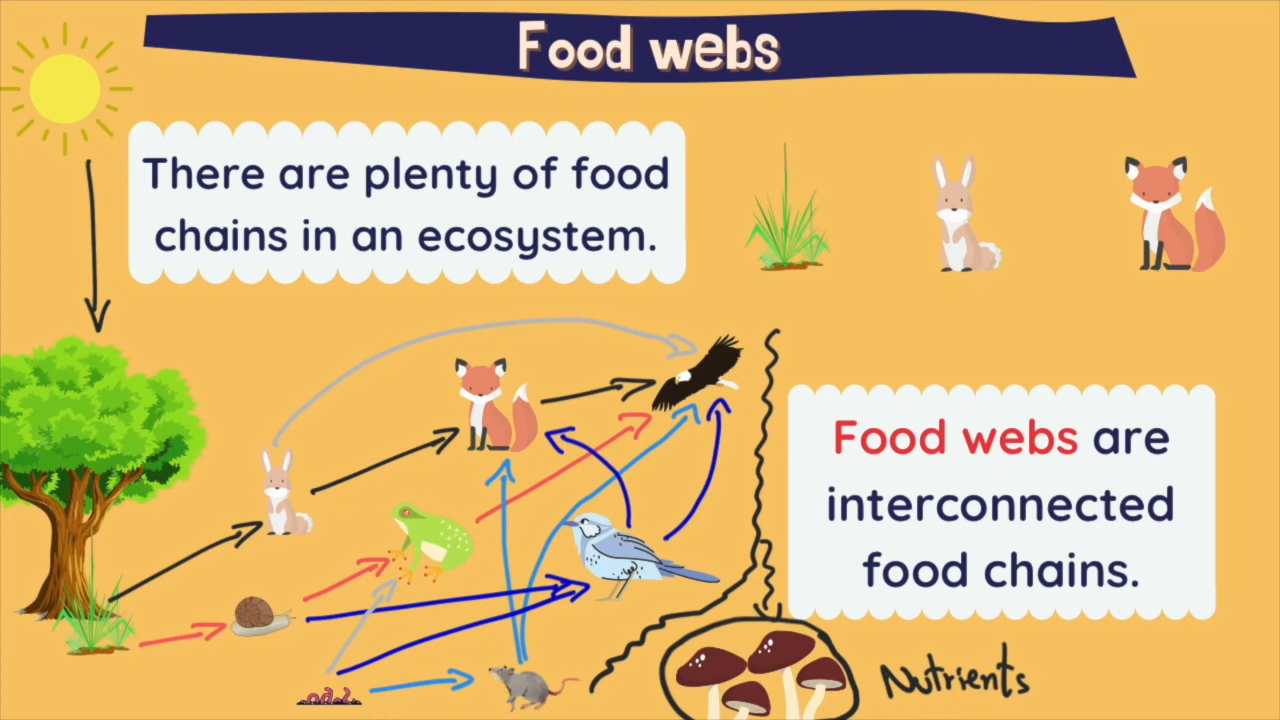 Food webs
There are plenty of food
chains in an ecosystem.
Food webs are
interconnected
food chains.
Nutrients